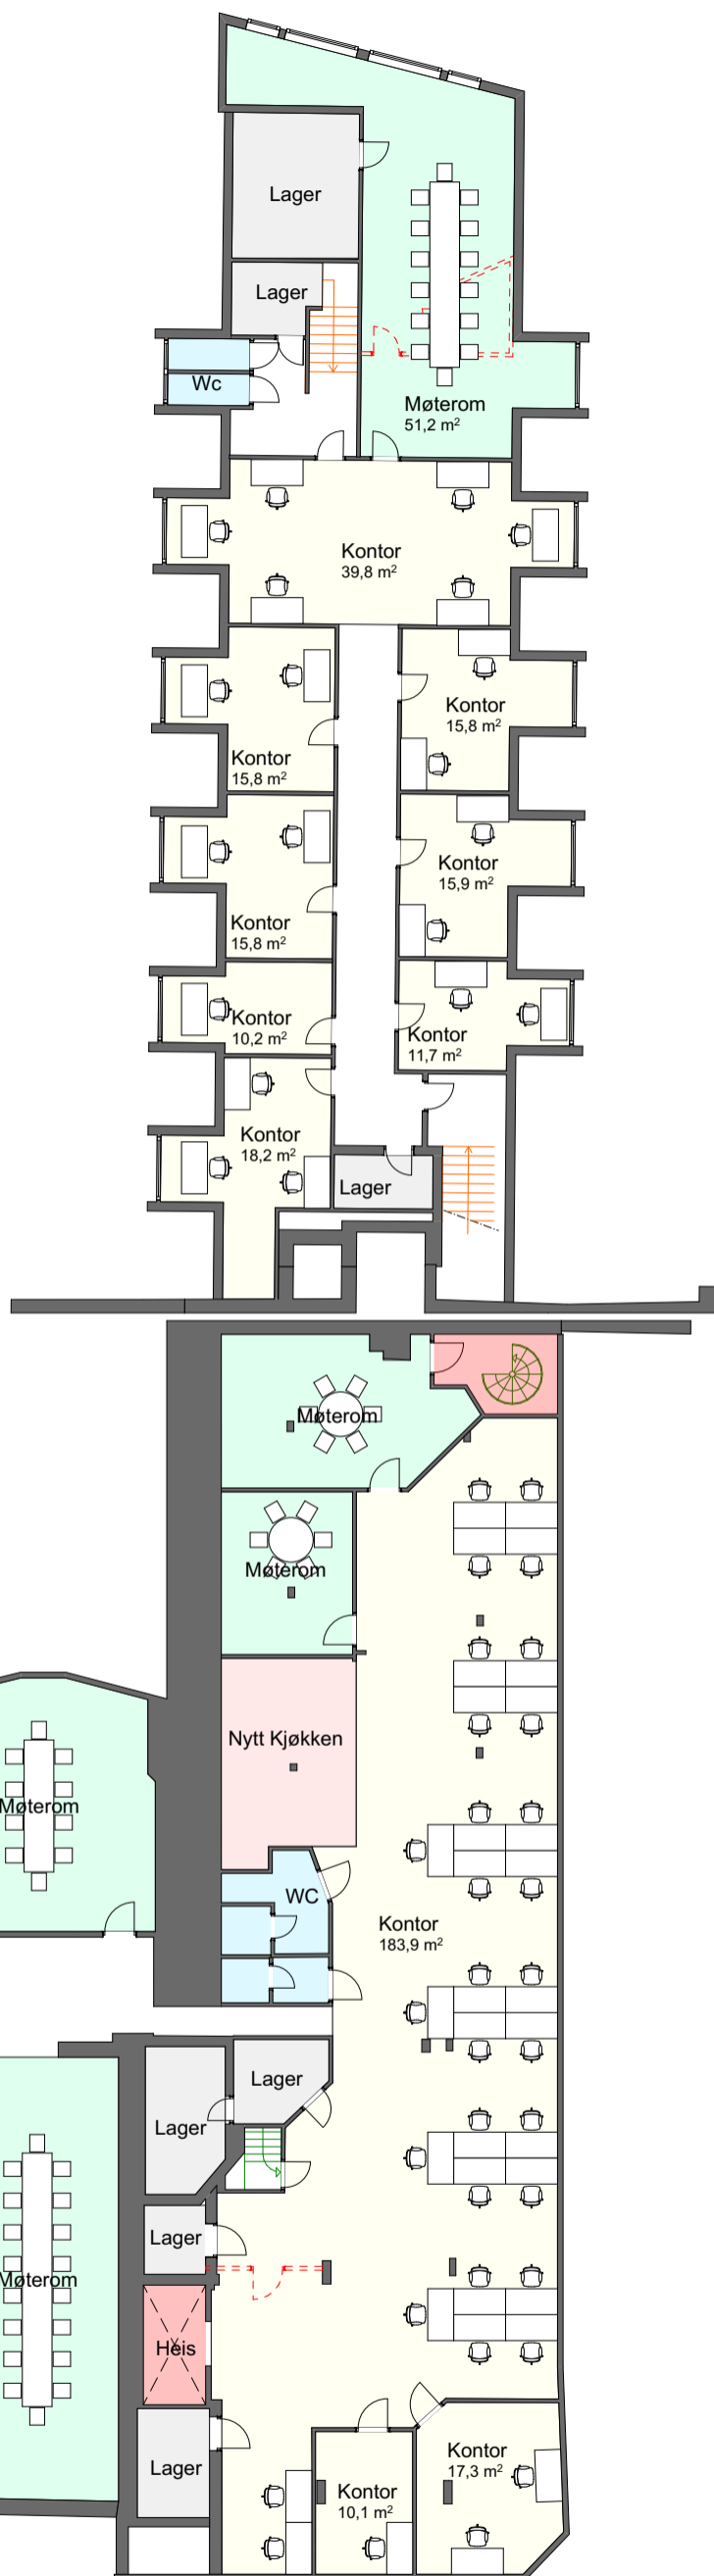 Lager
Lager
Wc
Møterom
51,2 m²
Kontor
39,8 m²
Kontor
15,8 m²
Kontor
15,8 m²
Kontor
15,9 m²
Kontor
15,8 m²
Kontor
10,2 m²
Kontor
11,7 m²
Kontor
18,2 m²
Lager
Møterom
Møterom
Nytt Kjøkken
Møterom
WC
Kontor
183,9 m²
Lager
Lager
Lager
Møterom
Heis
Kontor
17,3 m²
Lager
Kontor
10,1 m²